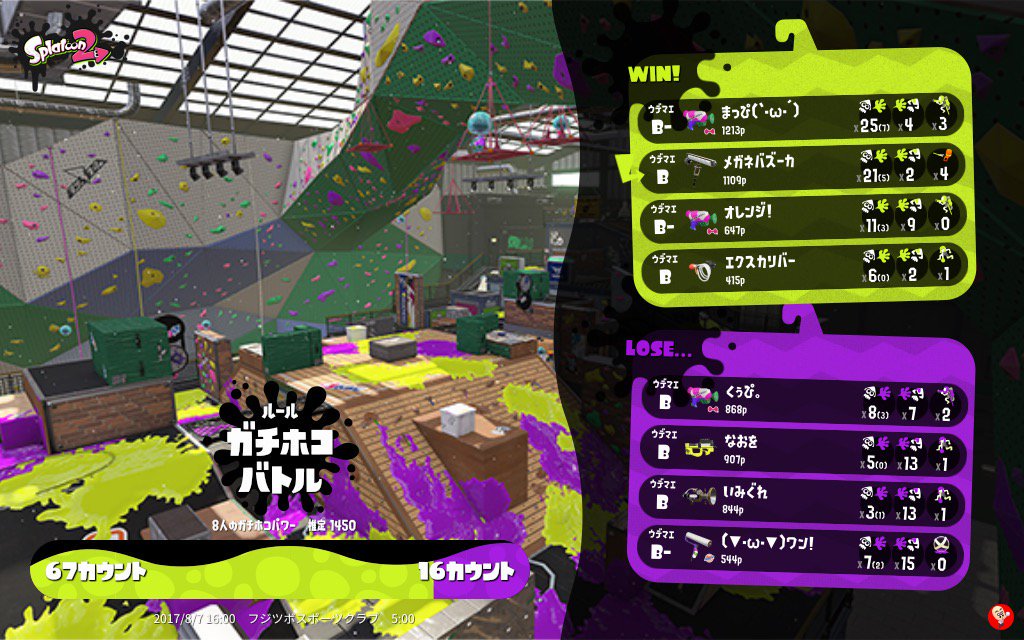 Splatoon 2
WIN!
ウデマエ
B-
まっぴ(`・ω・´)
1213p
x25(7) x4 x3
ウデマエ
B
メガネバズーカ
1109p
x21(5) x2 x4
ウデマエ
B-
オレンジ!
647p
x11(3) x9 x0
ウデマエ
B
エクスカリバー
415p
x6(0) x2 x1
LOSE...
ウデマエ
B
くぅぴ。
868p
x8(3) x7 x2
ウデマエ
B
なおを
907p
x5(0) x13 x1
ウデマエ
B
いみぐれ
844p
x3(1) x13 x1
ウデマエ
B-
(▼・ω・▼)ワン!
544p
x7(2) x15 x0
ルール
ガチホコ
バトル
8人のガチホコパワー 推定 1450
67カウント
16カウント
2017/8/7 16:00 フジツボスポーツクラブ 5:00